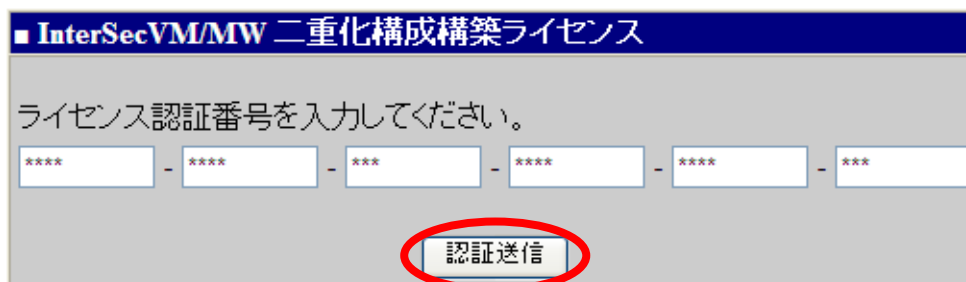 ■ InterSecVM/MW 二重化構成構築ライセンス
ライセンス認証番号を入力してください。
**** - **** - *** - **** - **** - ***
認証送信